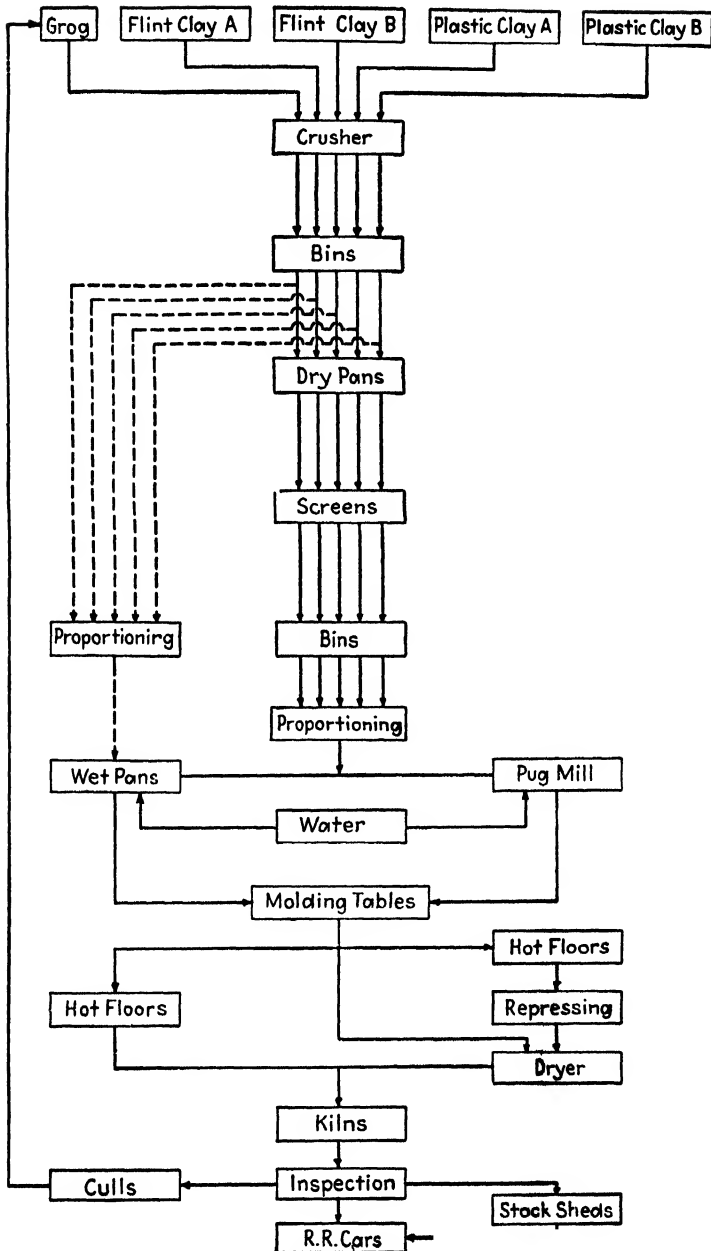 Grog
Flint Clay A
Flint Clay B
Plastic Clay A
Plastic Clay B
Crusher
Bins
Dry Pans
Screens
Proportioning
Bins
Proportioning
Wet Pans
Pug Mill
Water
Molding Tables
Hot Floors
Hot Floors
Repressing
Dryer
Kilns
Culls
Inspection
Stock Sheds
R.R. Cars